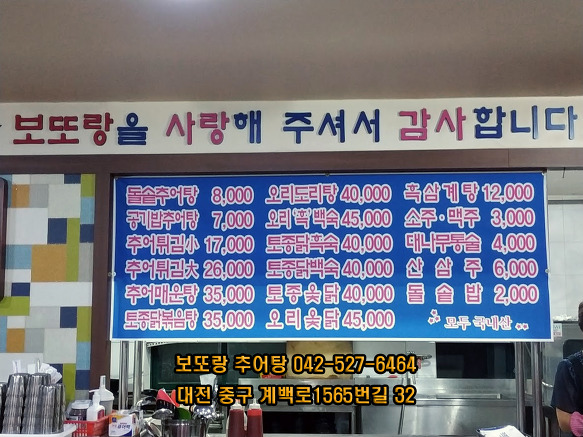 보또랑을 사랑해 주셔서 감사합니다
돌솥추어탕 8,000 오리도리탕 40,000 흑삼계탕 12,000
공기밥추어탕 7,000 오리'흑'백숙 45,000 소주·맥주 3,000
추어튀김小 17,000 토종닭흑숙 40,000 대나무통술 4,000
추어튀김大 26,000 토종닭백숙 40,000 산삼주 6,000
추어매운탕 35,000 토종옻닭 40,000 돌솥밥 2,000
토종닭볶음탕 35,000 오리옻닭 45,000 모두 국내산
보또랑 추어탕 042-527-6464
대전 중구 계백로1565번길 32